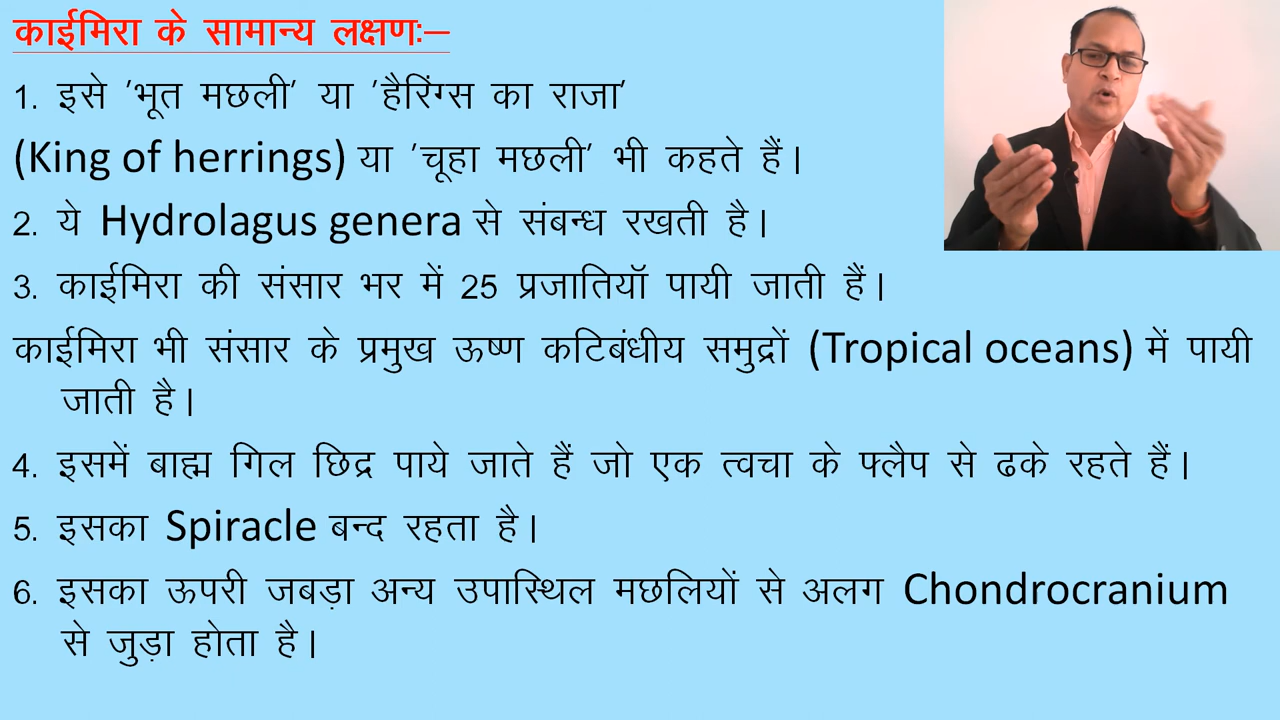 काईमिरा के सामान्य लक्षणः–
1. इसे 'भूत मछली' या 'हैरिंग्स का राजा'
(King of herrings) या 'चूहा मछली' भी कहते हैं।
2. ये Hydrolagus genera से संबन्ध रखती है।
3. काईमिरा की संसार भर में 25 प्रजातियॉ पायी जाती हैं।
काईमिरा भी संसार के प्रमुख ऊष्ण कटिबंधीय समुद्रों (Tropical oceans) में पायी
जाती है।
4. इसमें बाह्म गिल छिद्र पाये जाते हैं जो एक त्वचा के फ्लैप से ढके रहते हैं।
5. इसका Spiracle बन्द रहता है।
6. इसका ऊपरी जबड़ा अन्य उपास्थिल मछलियों से अलग Chondrocranium
से जुड़ा होता है।